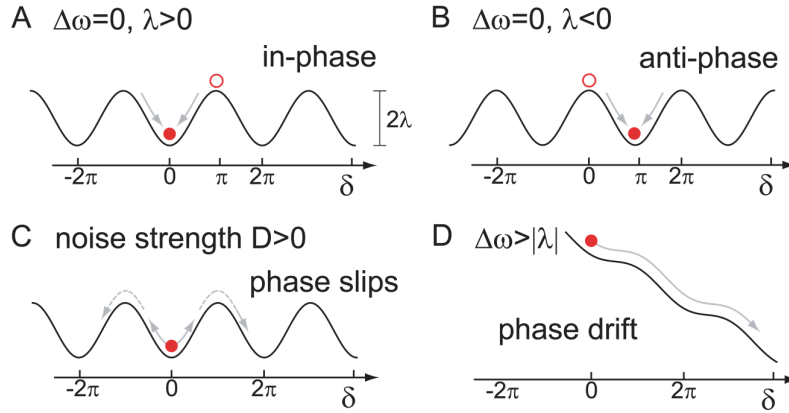 A Δω=0, λ>0
in-phase
2λ
-2π 0 π 2π δ
B Δω=0, λ<0
anti-phase
-2π 0 π 2π δ
C noise strength D>0
phase slips
-2π 0 2π δ
D Δω>|λ|
phase drift
-2π 0 2π δ